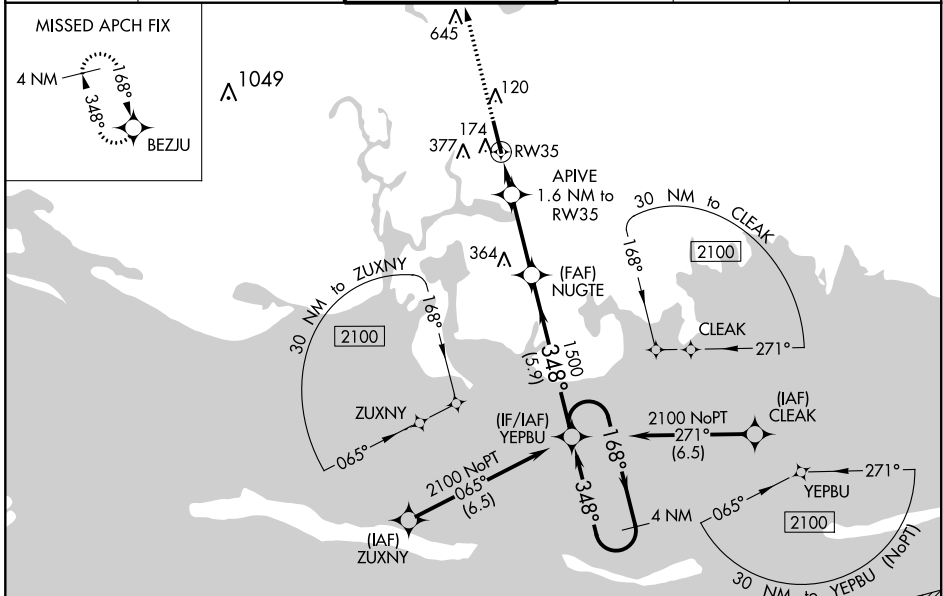 MISSED APCH FIX
4 NM
168°
348°
BEZJU
1049
645
120
174
377
RW35
APIVE
1.6 NM to
RW35
364
(FAF)
NUGTE
30 NM to CLEAK
168°
2100
CLEAK
271°
30 NM to ZUXNY
168°
2100
ZUXNY
065°
1500
348°
(5.9)
(IF/IAF)
YEPBU
2100 NoPT
271°
(6.5)
(IAF)
CLEAK
2100 NoPT
065°
(6.5)
(IAF)
ZUXNY
168°
348°
4 NM
065°
271°
YEPBU
2100
30 NM to YEPBU (NoPT)